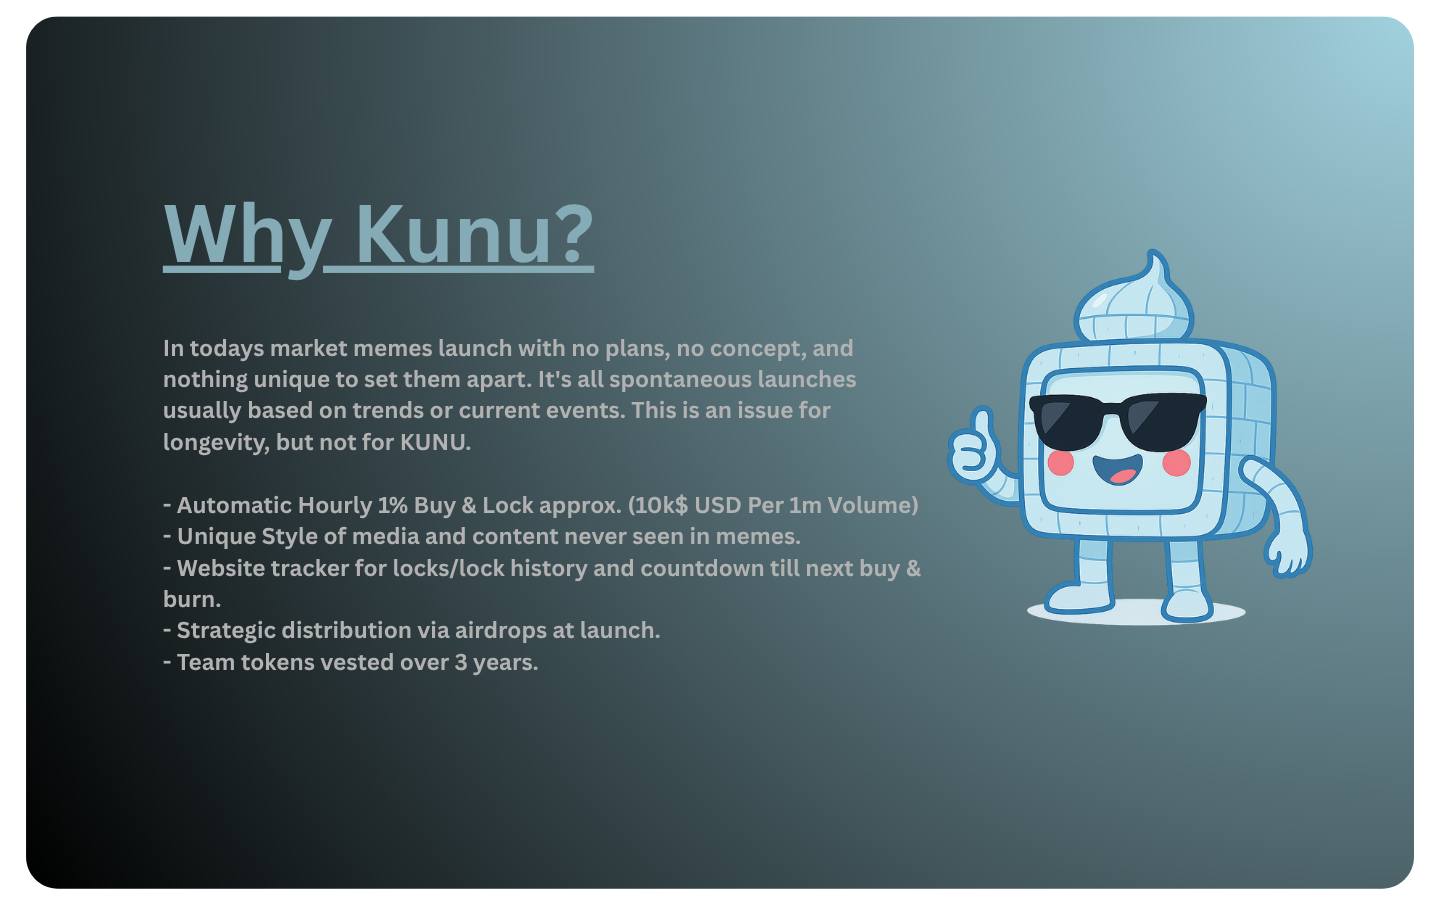 Why Kunu?
In todays market memes launch with no plans, no concept, and
nothing unique to set them apart. It's all spontaneous launches
usually based on trends or current events. This is an issue for
longevity, but not for KUNU.
- Automatic Hourly 1% Buy & Lock approx. (10k$ USD Per 1m Volume)
- Unique Style of media and content never seen in memes.
- Website tracker for locks/lock history and countdown till next buy &
burn.
- Strategic distribution via airdrops at launch.
- Team tokens vested over 3 years.